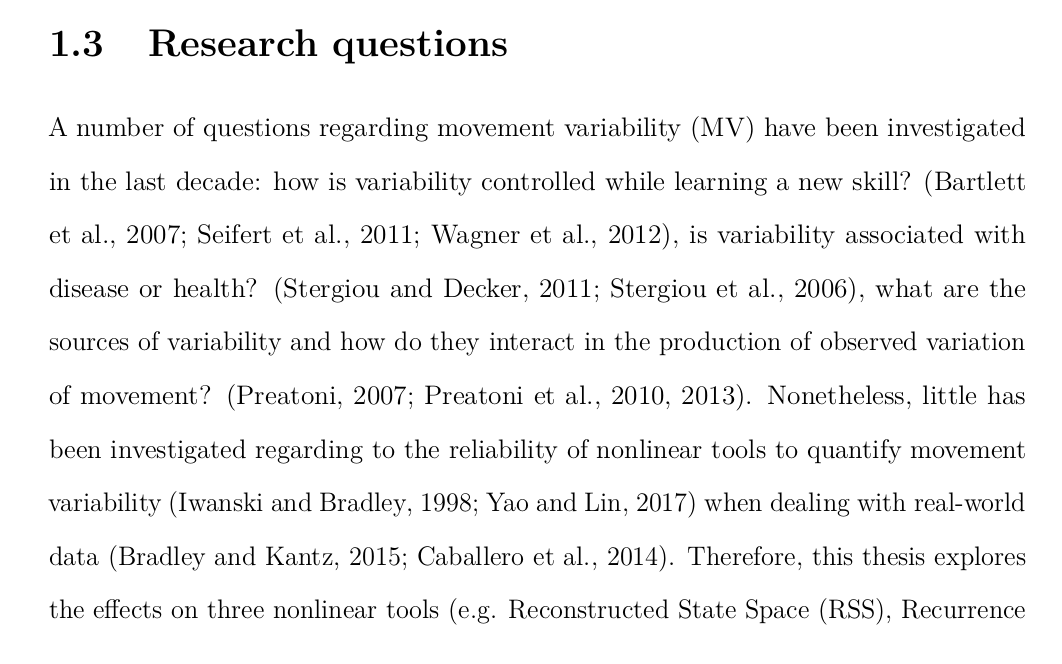 1.3 Research questions
A number of questions regarding movement variability (MV) have been investigated
in the last decade: how is variability controlled while learning a new skill? (Bartlett
et al., 2007; Seifert et al., 2011; Wagner et al., 2012), is variability associated with
disease or health? (Stergiou and Decker, 2011; Stergiou et al., 2006), what are the
sources of variability and how do they interact in the production of observed variation
of movement? (Preatoni, 2007; Preatoni et al., 2010, 2013). Nonetheless, little has
been investigated regarding to the reliability of nonlinear tools to quantify movement
variability (Iwanski and Bradley, 1998; Yao and Lin, 2017) when dealing with real-world
data (Bradley and Kantz, 2015; Caballero et al., 2014). Therefore, this thesis explores
the effects on three nonlinear tools (e.g. Reconstructed State Space (RSS), Recurrence